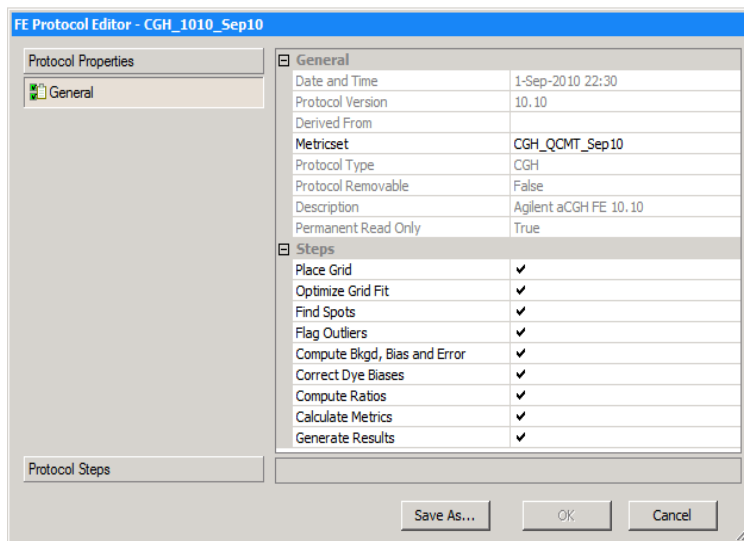 FE Protocol Editor - CGH_1010_Sep10
Protocol Properties
General
General
Date and Time 1-Sep-2010 22:30
Protocol Version 10.10
Derived From
Metricset CGH_QCMT_Sep10
Protocol Type CGH
Protocol Removable False
Description Agilent aCGH FE 10.10
Permanent Read Only True
Steps
Place Grid
Optimize Grid Fit
Find Spots
Flag Outliers
Compute Bkgd, Bias and Error
Correct Dye Biases
Compute Ratios
Calculate Metrics
Generate Results
Protocol Steps
Save As... OK Cancel